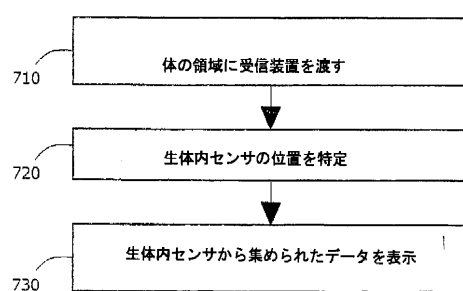 体の領域に受信装置を渡す
710
生体内センサの位置を特定
720
生体内センサから集められたデータを表示
730